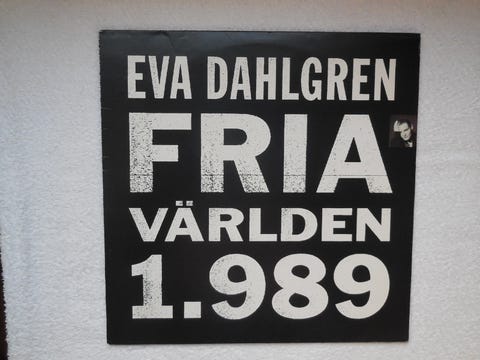 EVA DAHLGREN
FRIA
VÄRLDEN
1.989